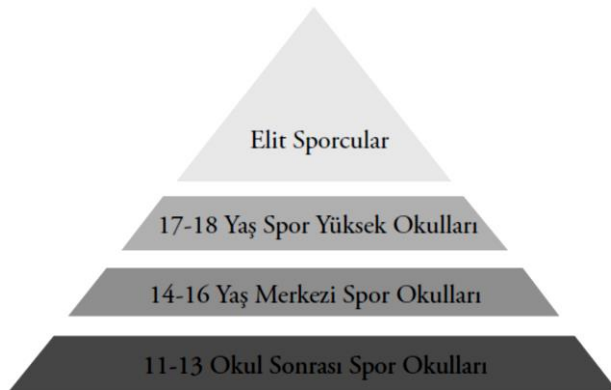 Elit Sporcular
17-18 Yaş Spor Yüksek Okulları
14-16 Yaş Merkezi Spor Okulları
11-13 Okul Sonrası Spor Okulları